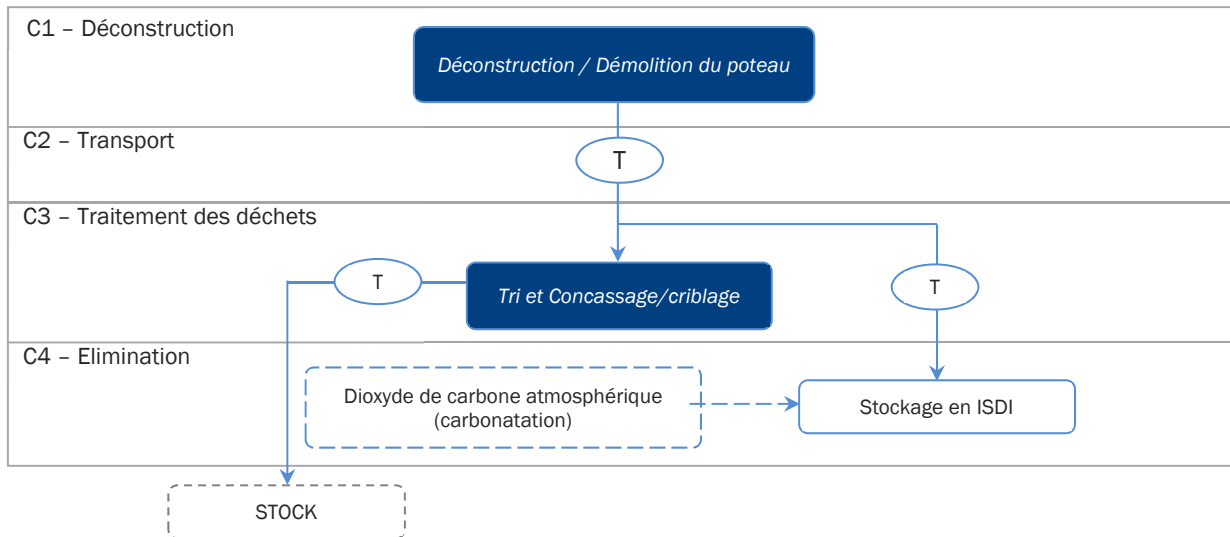 C1 – Déconstruction
Déconstruction / Démolition du poteau
C2 – Transport
T
C3 – Traitement des déchets
T
Tri et Concassage/criblage
T
C4 – Elimination
Dioxyde de carbone atmosphérique
(carbonatation)
Stockage en ISDI
STOCK